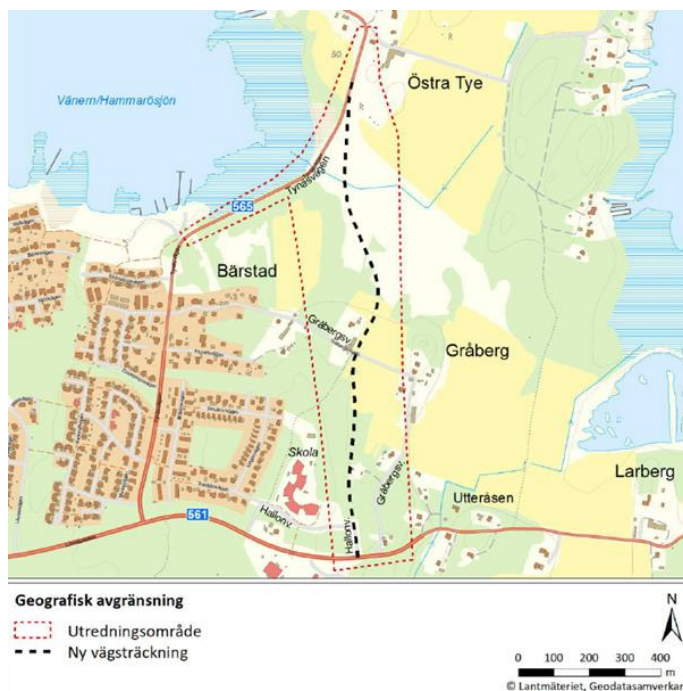 Vänern/Hammarösjön
Östra Tye
Tynäsvägen
565
Bärstad
Gråbergsv.
Gråberg
Skola
Larberg
Utteråsen
Gråbergsv.
Hallonv.
Hallonv.
561
Geografisk avgränsning
Utredningsområde
Ny vägsträckning
N
0 100 200 300 400
m
© Lantmäteriet, Geodatasamverkan